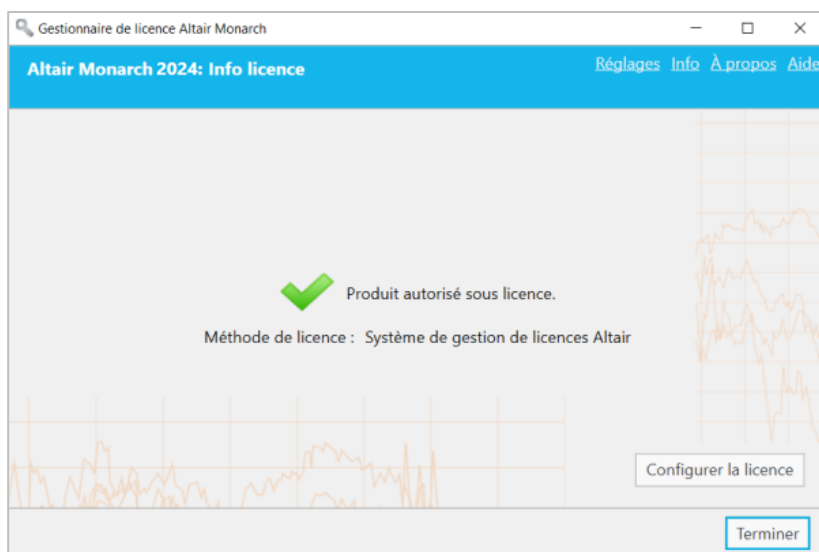 Gestionnaire de licence Altair Monarch
Altair Monarch 2024: Info licence
Réglages Info À propos Aide
Produit autorisé sous licence.
Méthode de licence : Système de gestion de licences Altair
Configurer la licence
Terminer